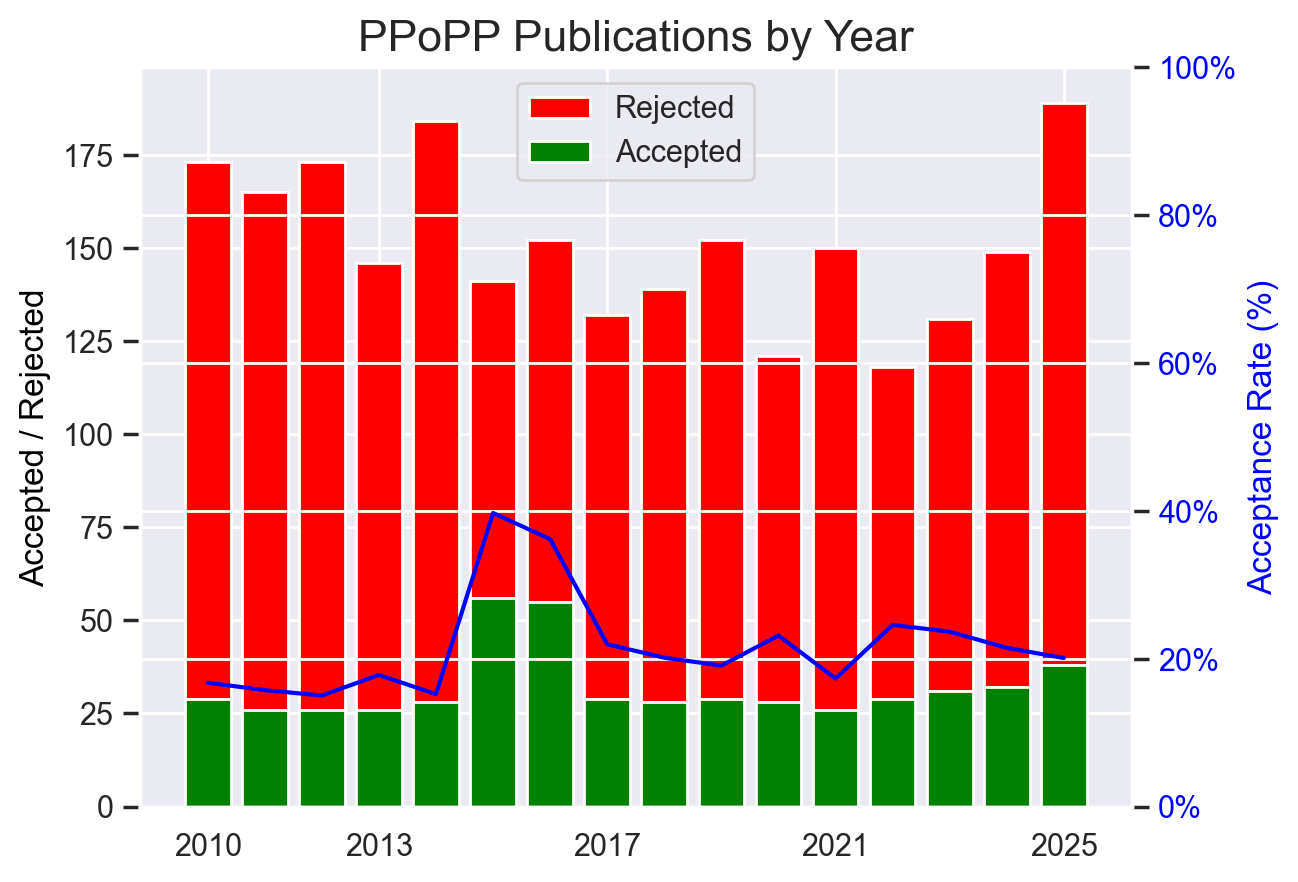 PPoPP Publications by Year
Rejected
Accepted
Accepted / Rejected
175
150
125
100
75
50
25
0
100%
80%
60%
40%
20%
0%
Acceptance Rate (%)
2010 2013 2017 2021 2025